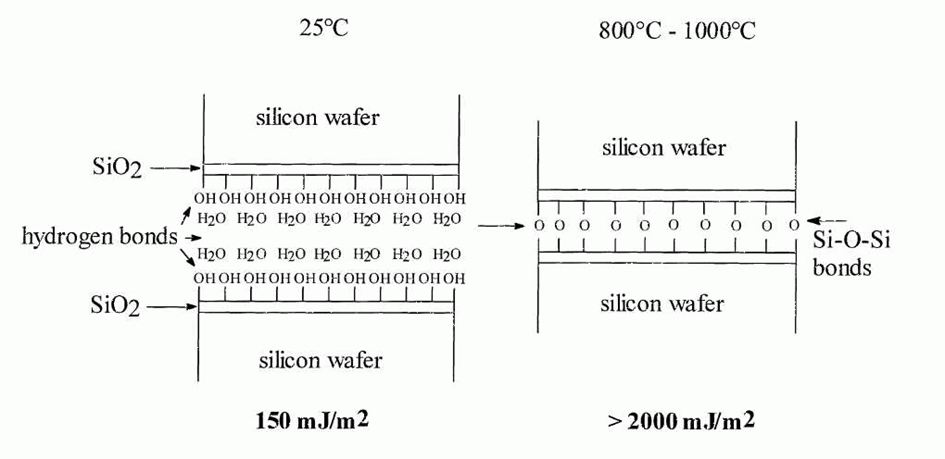 25°C
800°C - 1000°C
silicon wafer
silicon wafer
SiO2
OH OH OH OH OH OH OH OH OH OH OH
H2O H2O H2O H2O H2O H2O H2O
O O O O O O O O O
hydrogen bonds
Si-O-Si
bonds
H2O H2O H2O H2O H2O H2O H2O
OH OH OH OH OH OH OH OH OH OH OH
SiO2
silicon wafer
silicon wafer
150 mJ/m2
> 2000 mJ/m2